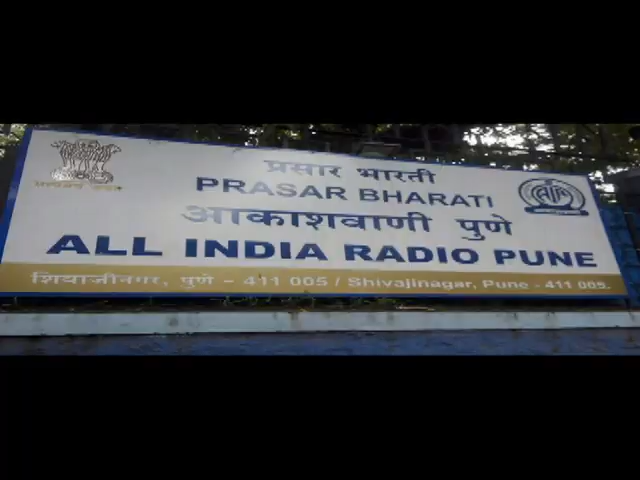 प्रसार भारती
PRASAR BHARATI
आकाशवाणी पुणे
ALL INDIA RADIO PUNE
शिवाजीनगर, पुणे - 411 005 / Shivajinagar, Pune - 411 005.